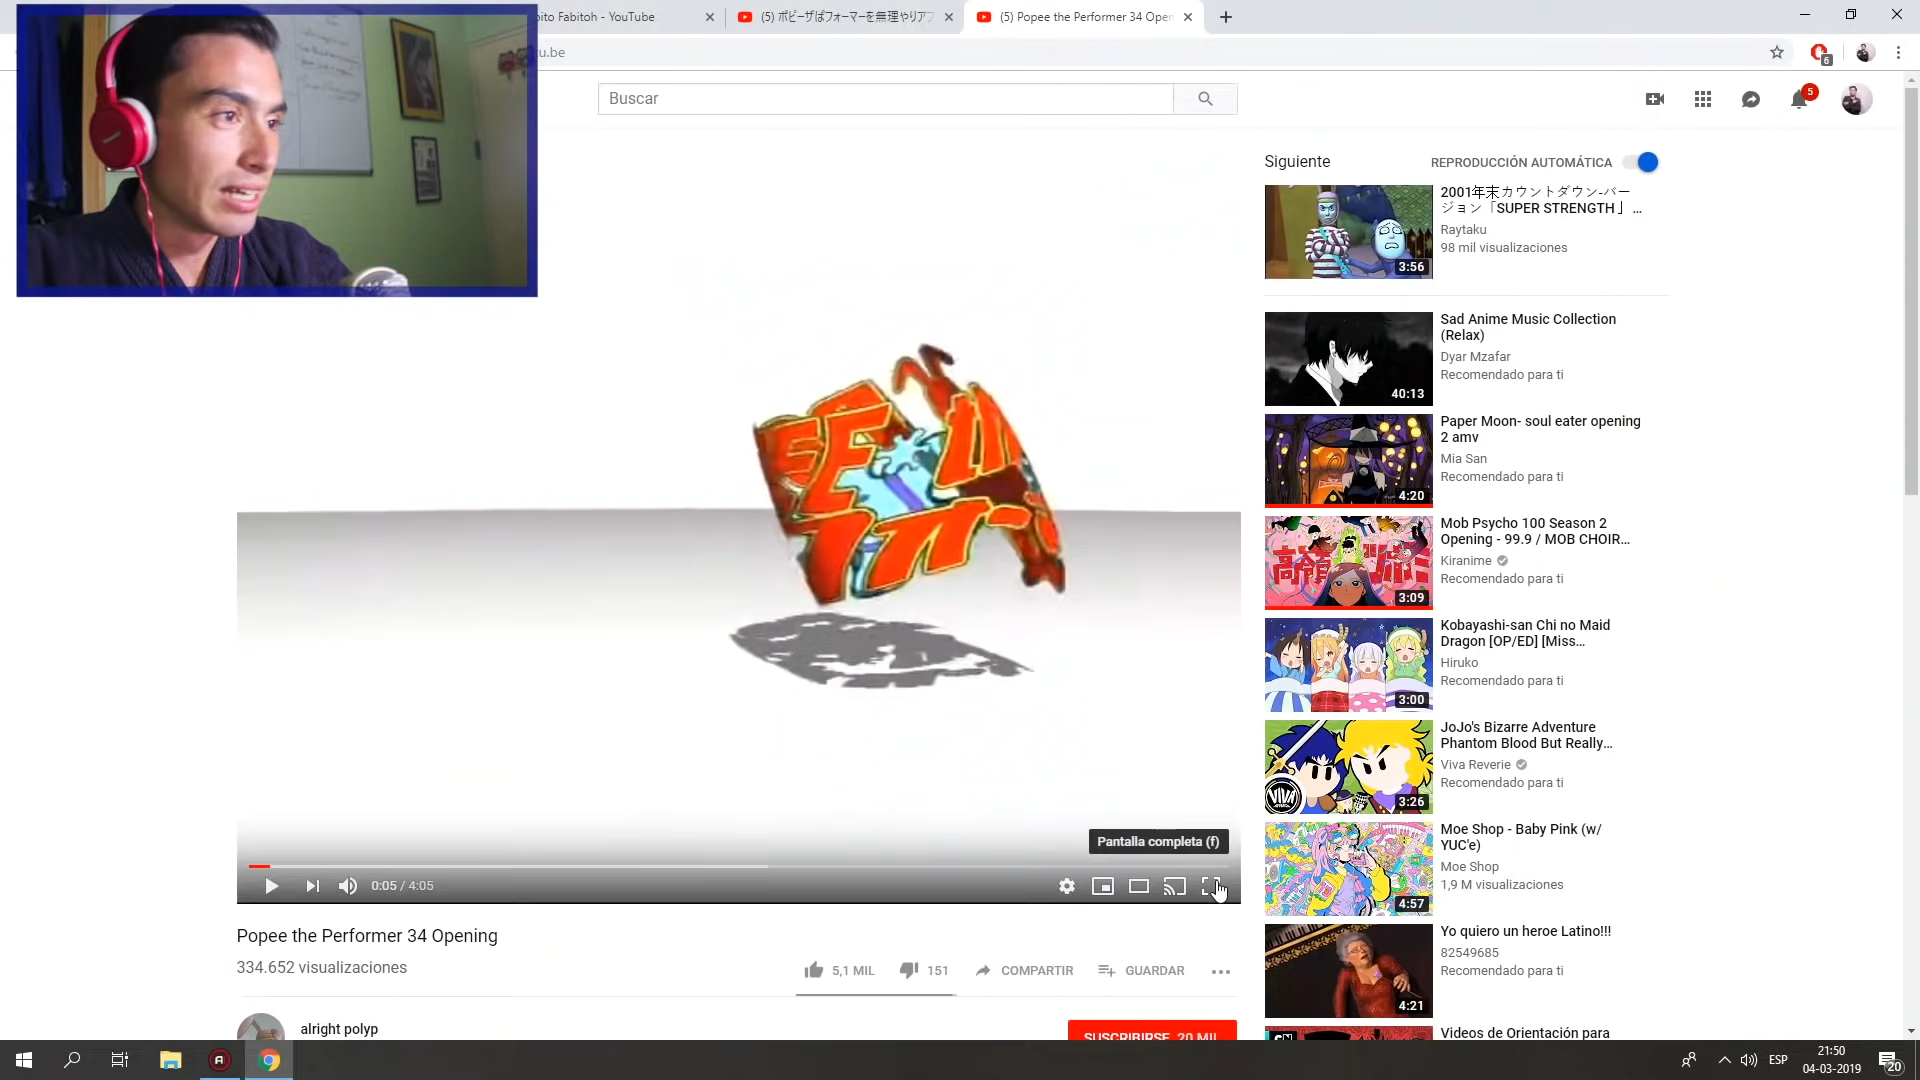 oito Fabitoh - YouTube
(5) ポピーザぱフォーマーを無理やりアフ
(5) Popee the Performer 34 Open
tu.be
6
Buscar
5
Siguiente
REPRODUCCIÓN AUTOMÁTICA
2001年末カウントダウン-バー
ジョン「SUPER STRENGTH」...
Raytaku
98 mil visualizaciones
3:56
Sad Anime Music Collection
(Relax)
Dyar Mzafar
Recomendado para ti
40:13
Paper Moon- soul eater opening
2 amv
Mia San
Recomendado para ti
4:20
Mob Psycho 100 Season 2
Opening - 99.9 / MOB CHOIR...
Kiranime
Recomendado para ti
3:09
Kobayashi-san Chi no Maid
Dragon [OP/ED] [Miss...
Hiruko
Recomendado para ti
3:00
JoJo's Bizarre Adventure
Phantom Blood But Really...
Viva Reverie
Recomendado para ti
VIVA
3:26
Moe Shop - Baby Pink (w/
YUC'e)
Moe Shop
1,9 M visualizaciones
4:57
Yo quiero un heroe Latino!!!
82549685
Recomendado para ti
4:21
Videos de Orientación para
Pantalla completa (f)
0:05 / 4:05
Popee the Performer 34 Opening
334.652 visualizaciones
5,1 MIL
151
COMPARTIR
GUARDAR
alright polyp
SUSCRIBIRSE 20 MIL
ESP
21:50
04-03-2019
20